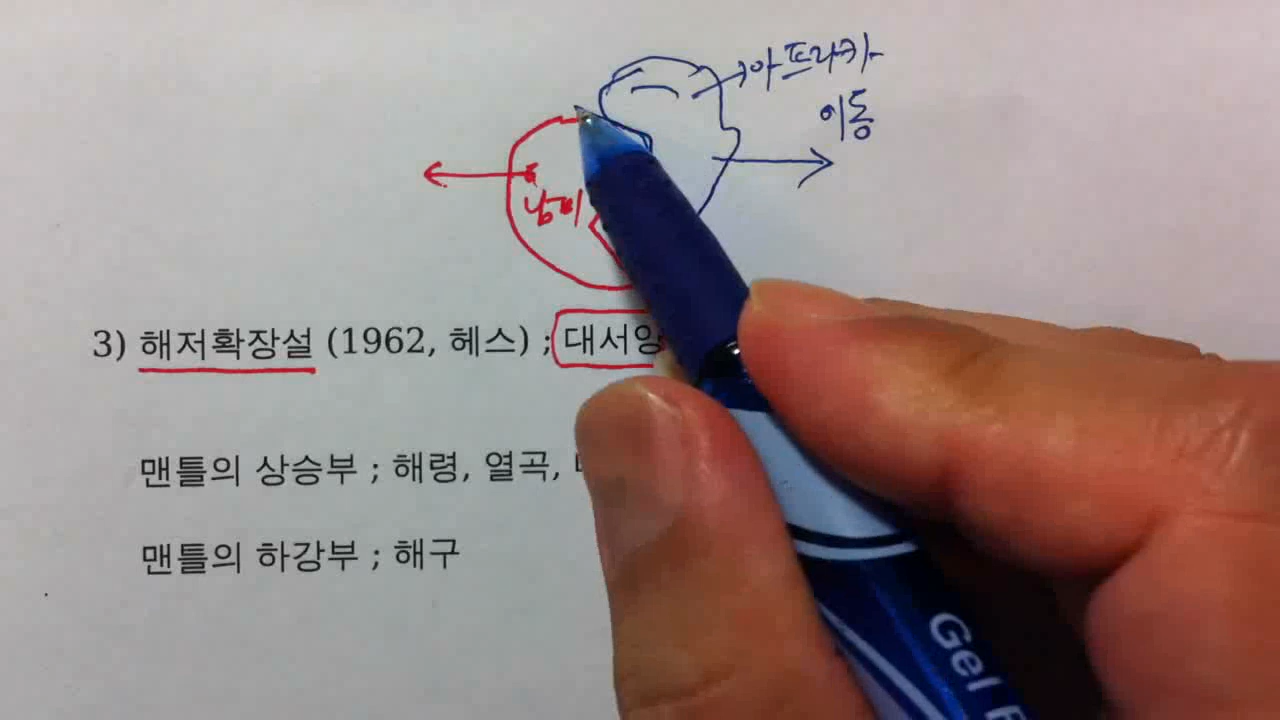 아프라카
이동
남미
3) 해저확장설 (1962, 헤스) ; 대서양
맨틀의 상승부 ; 해령, 열곡,
맨틀의 하강부 ; 해구
Gel